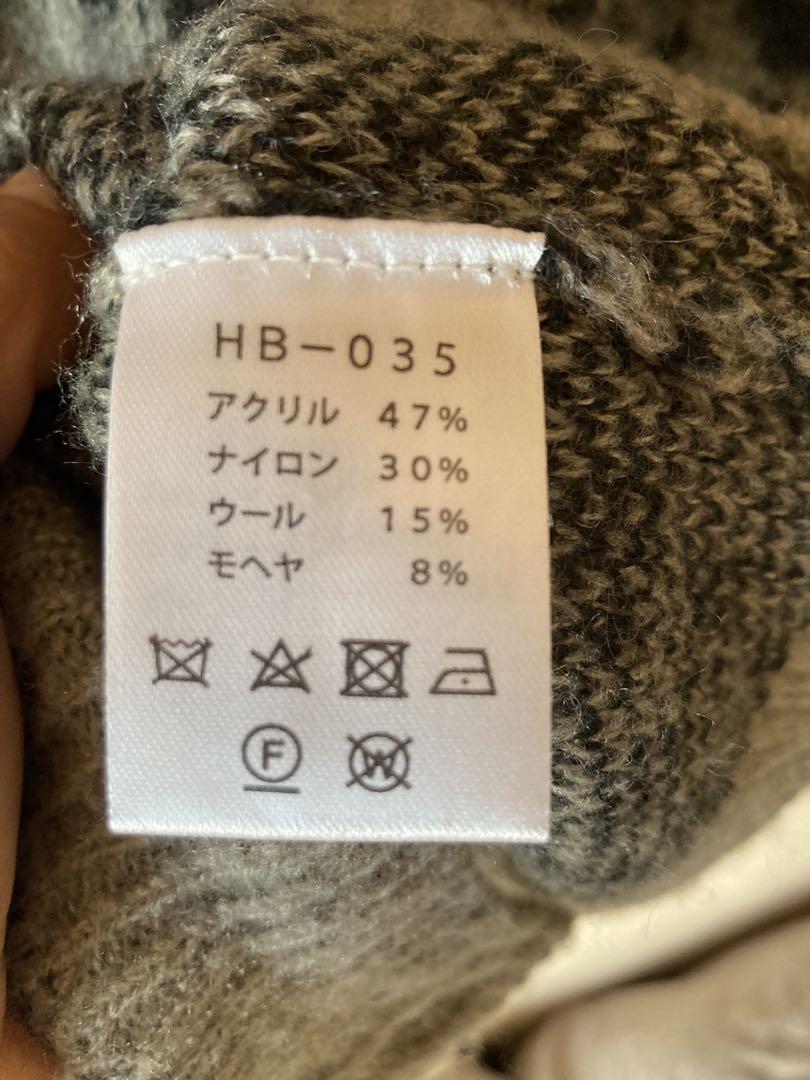 HB-035
アクリル 47%
ナイロン 30%
ウール 15%
モヘヤ 8%
F
W